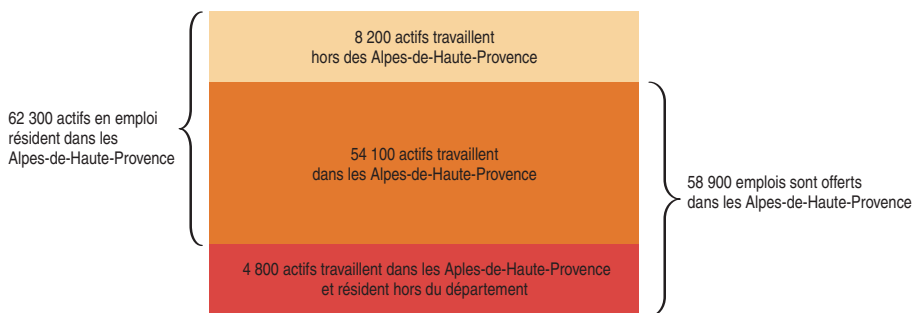 8 200 actifs travaillent
hors des Alpes-de-Haute-Provence
62 300 actifs en emploi
résident dans les
Alpes-de-Haute-Provence
54 100 actifs travaillent
dans les Alpes-de-Haute-Provence
58 900 emplois sont offerts
dans les Alpes-de-Haute-Provence
4 800 actifs travaillent dans les Aples-de-Haute-Provence
et résident hors du département